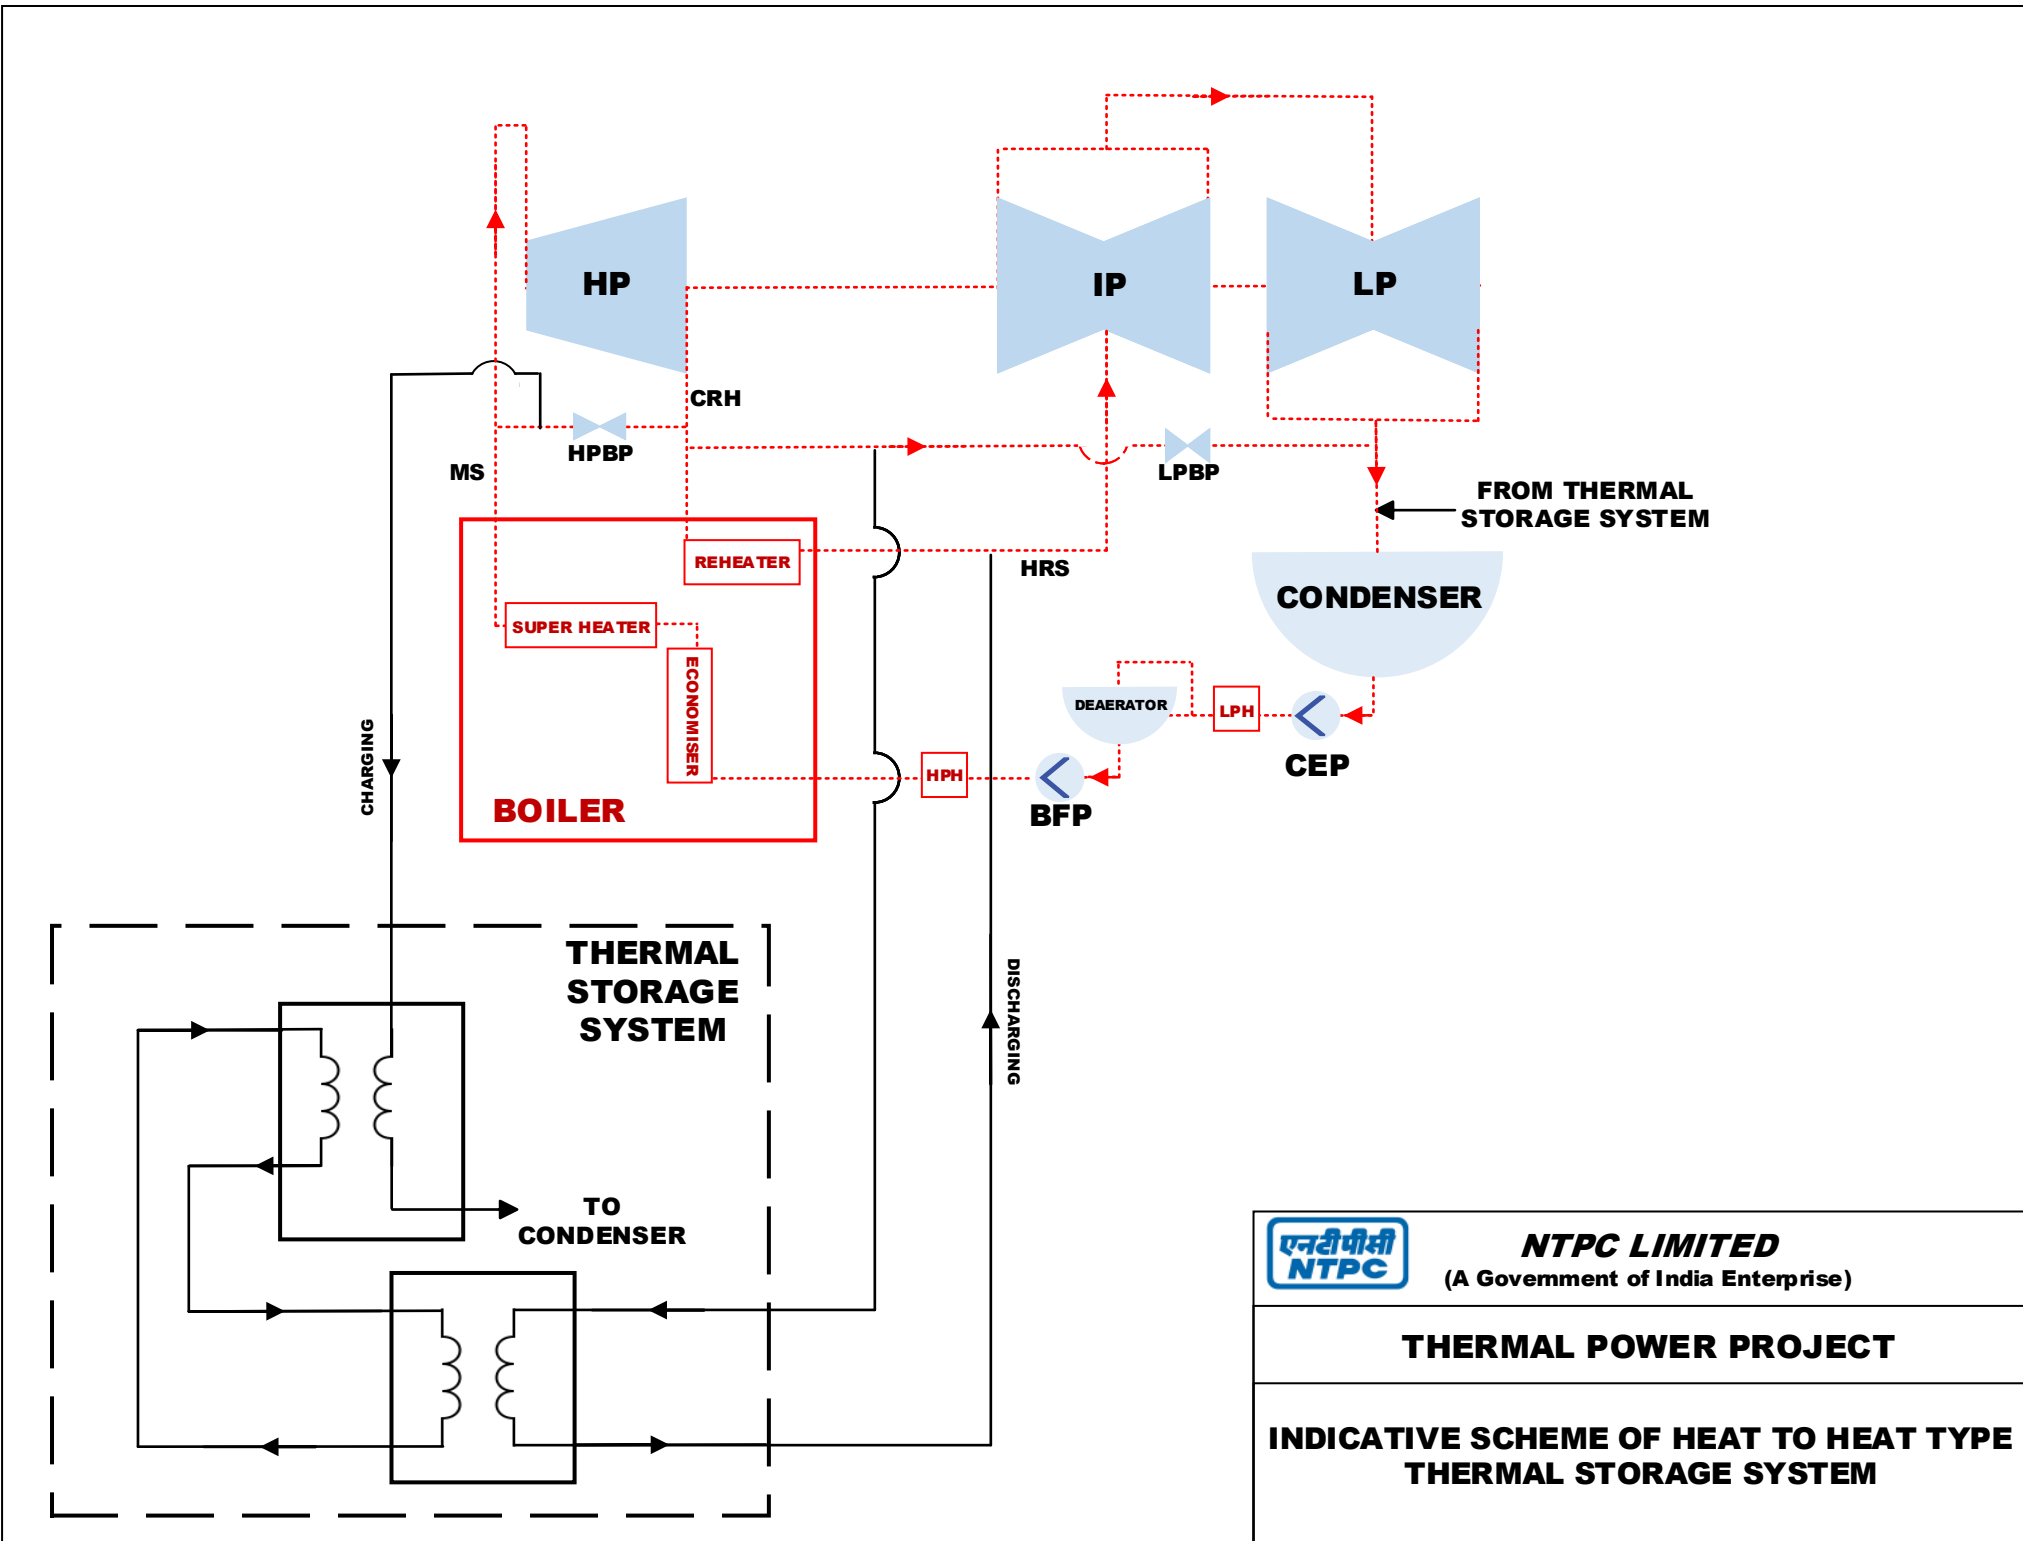 HP
IP
LP
CRH
HPBP
MS
LPBP
FROM THERMAL
STORAGE SYSTEM
REHEATER
HRS
CONDENSER
SUPER HEATER
ECONOMISER
DEAERATOR
LPH
CEP
HPH
BFP
BOILER
CHARGING
THERMAL
STORAGE
SYSTEM
DISCHARGING
TO
CONDENSER
एनटीपीसी
NTPC
NTPC LIMITED
(A Government of India Enterprise)
THERMAL POWER PROJECT
INDICATIVE SCHEME OF HEAT TO HEAT TYPE
THERMAL STORAGE SYSTEM